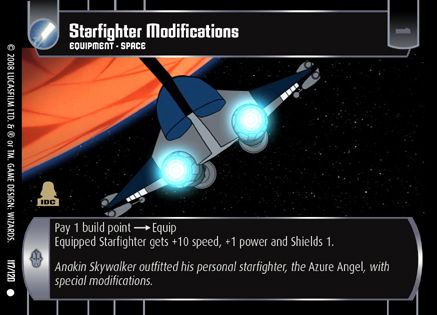 Starfighter Modifications
EQUIPMENT - SPACE
© 2008 LUCASFILM LTD. & ® or TM. GAME DESIGN: WIZARDS.
IDC
Pay 1 build point → Equip
Equipped Starfighter gets +10 speed, +1 power and Shields 1.
Anakin Skywalker outfitted his personal starfighter, the Azure Angel, with
special modifications.
117/120